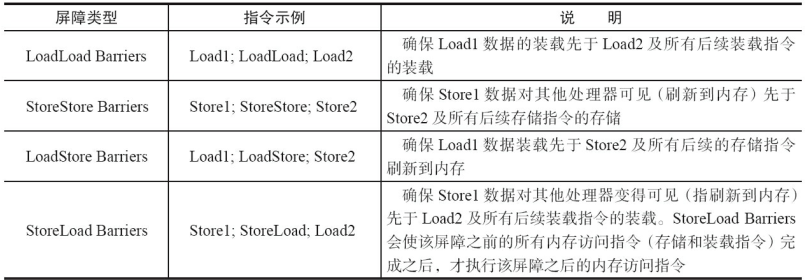 屏障类型 指令示例 说 明
LoadLoad Barriers Load1; LoadLoad; Load2 确保 Load1 数据的装载先于 Load2 及所有后续装载指令
的装载
StoreStore Barriers Store1; StoreStore; Store2 确保 Store1 数据对其他处理器可见（刷新到内存）先于
Store2 及所有后续存储指令的存储
LoadStore Barriers Load1; LoadStore; Store2 确保 Load1 数据装载先于 Store2 及所有后续的存储指令
刷新到内存
StoreLoad Barriers Store1; StoreLoad; Load2 确保 Store1 数据对其他处理器变得可见（指刷新到内存）
先于 Load2 及所有后续装载指令的装载。StoreLoad Barriers
会使该屏障之前的所有内存访问指令（存储和装载指令）完
成之后，才执行该屏障之后的内存访问指令